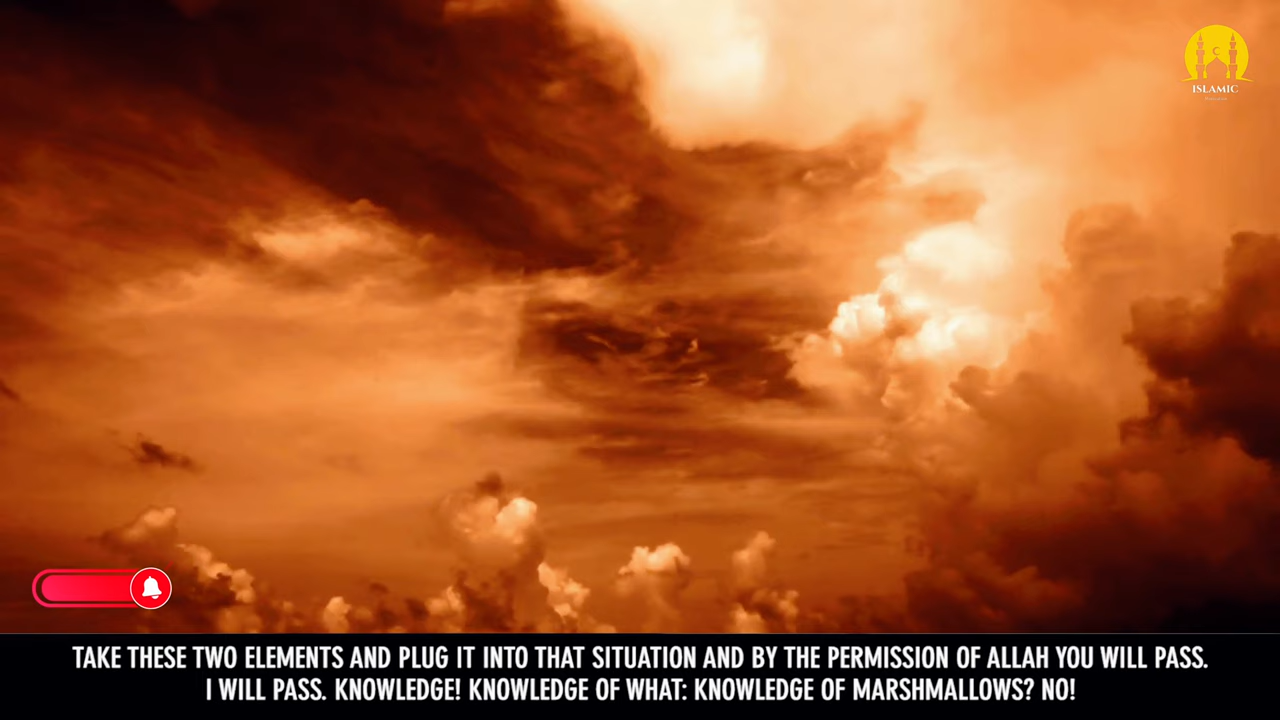 ISLAMIC
TAKE THESE TWO ELEMENTS AND PLUG IT INTO THAT SITUATION AND BY THE PERMISSION OF ALLAH YOU WILL PASS.
I WILL PASS. KNOWLEDGE! KNOWLEDGE OF WHAT: KNOWLEDGE OF MARSHMALLOWS? NO!